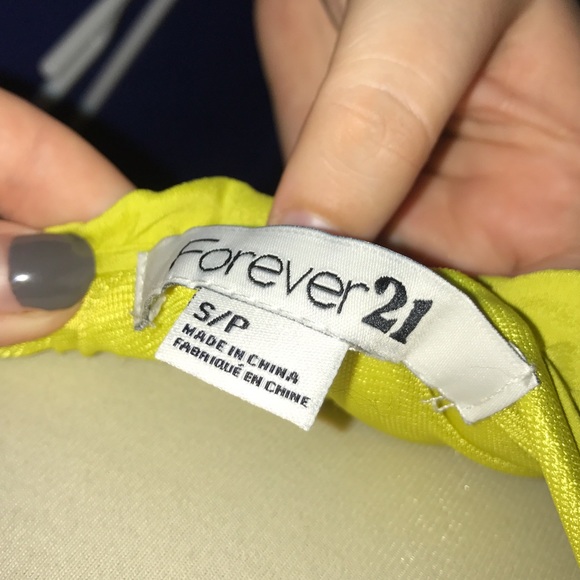 Forever21
S/P
MADE IN CHINA
FABRIQUÉ EN CHINE